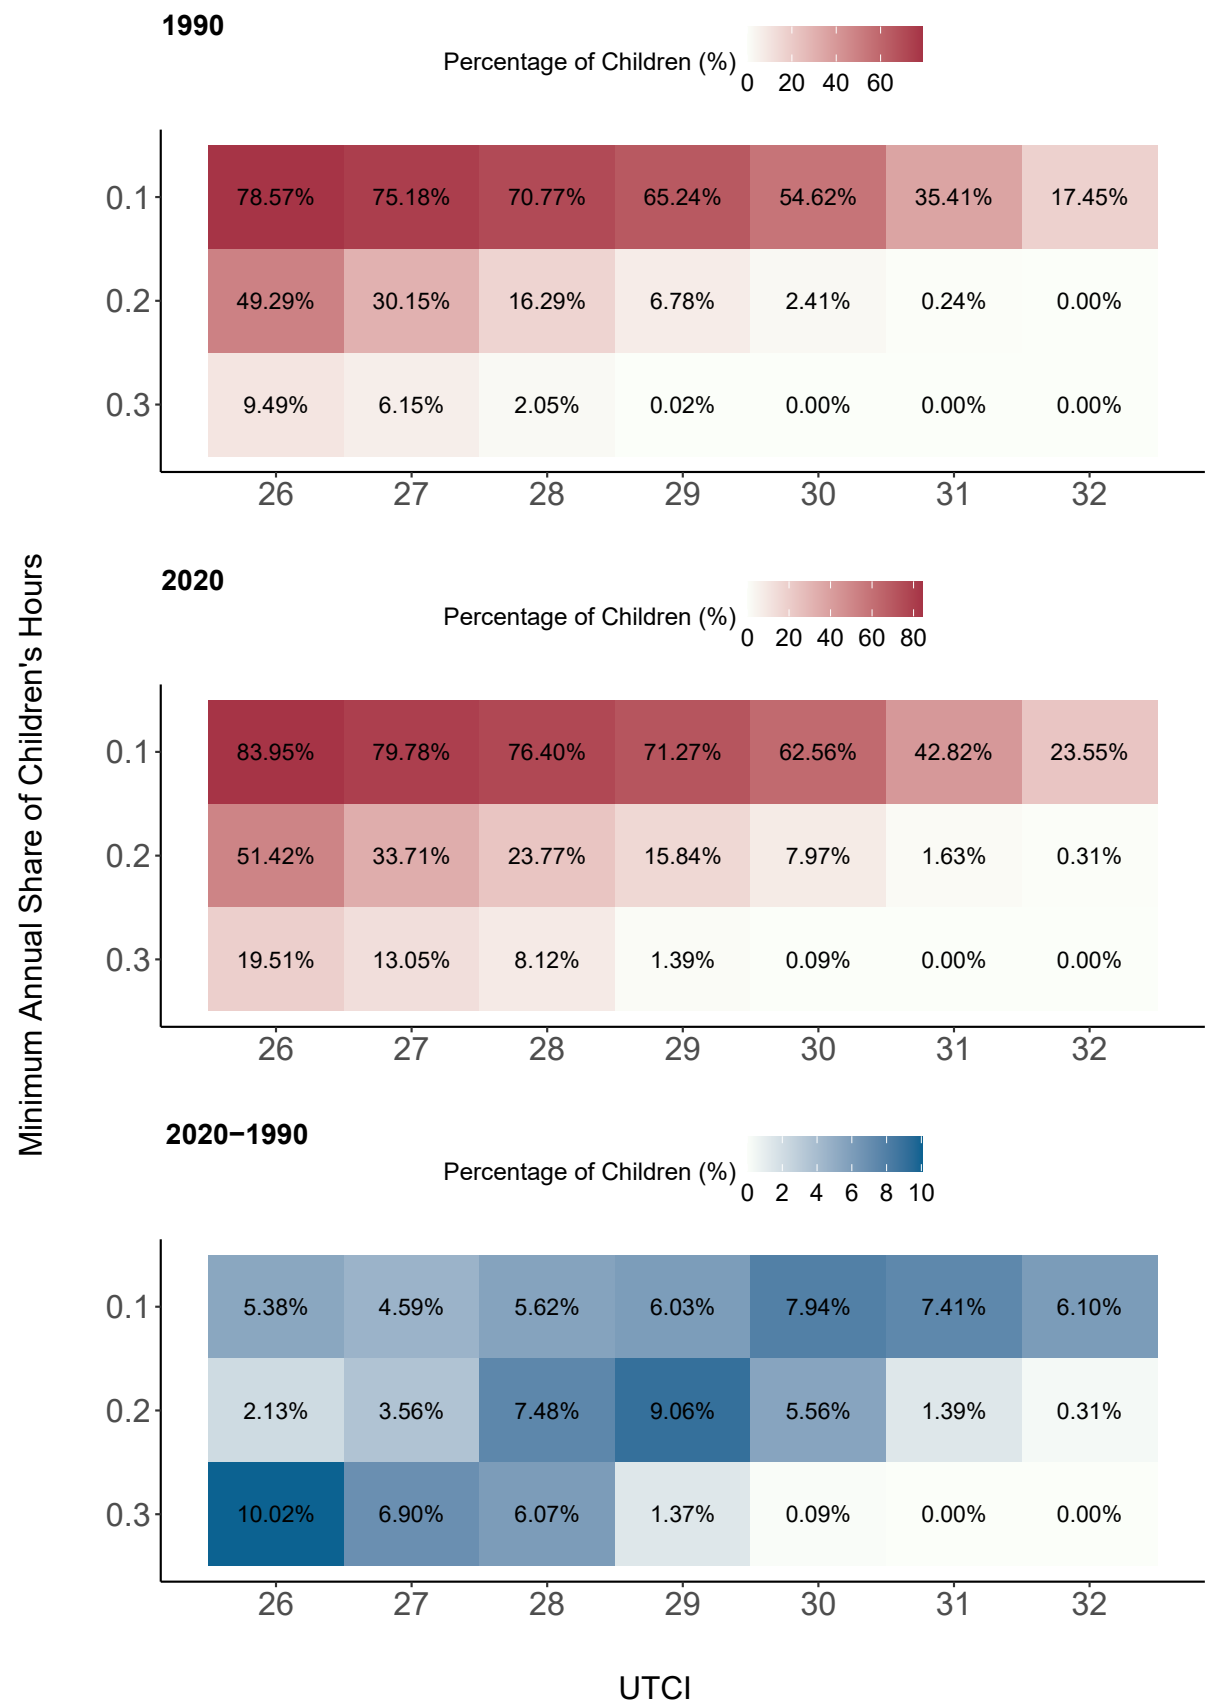 1990
Percentage of Children (%)
0 20 40 60
0.1 78.57% 75.18% 70.77% 65.24% 54.62% 35.41% 17.45%
0.2 49.29% 30.15% 16.29% 6.78% 2.41% 0.24% 0.00%
0.3 9.49% 6.15% 2.05% 0.02% 0.00% 0.00% 0.00%
26 27 28 29 30 31 32
Minimum Annual Share of Children's Hours
2020
Percentage of Children (%)
0 20 40 60 80
0.1 83.95% 79.78% 76.40% 71.27% 62.56% 42.82% 23.55%
0.2 51.42% 33.71% 23.77% 15.84% 7.97% 1.63% 0.31%
0.3 19.51% 13.05% 8.12% 1.39% 0.09% 0.00% 0.00%
26 27 28 29 30 31 32
2020−1990
Percentage of Children (%)
0 2 4 6 8 10
0.1 5.38% 4.59% 5.62% 6.03% 7.94% 7.41% 6.10%
0.2 2.13% 3.56% 7.48% 9.06% 5.56% 1.39% 0.31%
0.3 10.02% 6.90% 6.07% 1.37% 0.09% 0.00% 0.00%
26 27 28 29 30 31 32
UTCI